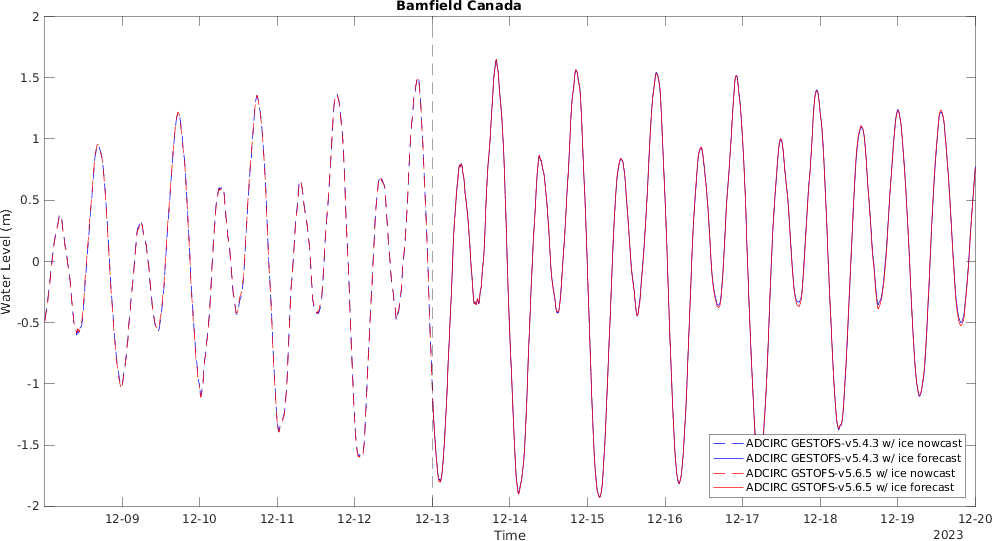 Bamfield Canada
Water Level (m)
2
1.5
1
0.5
0
-0.5
-1
-1.5
-2
ADCIRC GESTOFS-v5.4.3 w/ ice nowcast
ADCIRC GESTOFS-v5.4.3 w/ ice forecast
ADCIRC GSTOFS-v5.6.5 w/ ice nowcast
ADCIRC GSTOFS-v5.6.5 w/ ice forecast
12-09 12-10 12-11 12-12 12-13 12-14 12-15 12-16 12-17 12-18 12-19 12-20
Time
2023